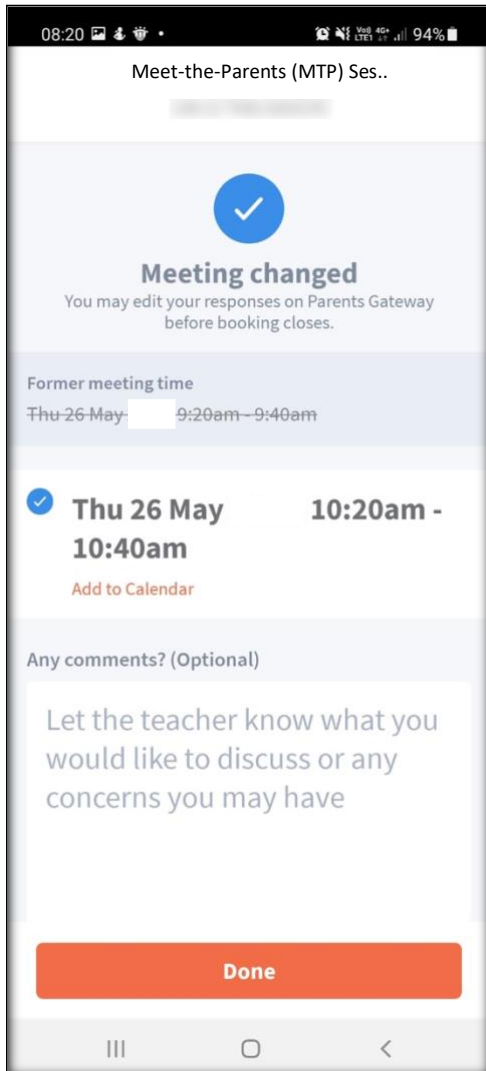 08:20 94%
Meet-the-Parents (MTP) Ses..
Meeting changed
You may edit your responses on Parents Gateway
before booking closes.
Former meeting time
Thu 26 May 9:20am - 9:40am
Thu 26 May 10:20am -
10:40am
Add to Calendar
Any comments? (Optional)
Let the teacher know what you
would like to discuss or any
concerns you may have
Done